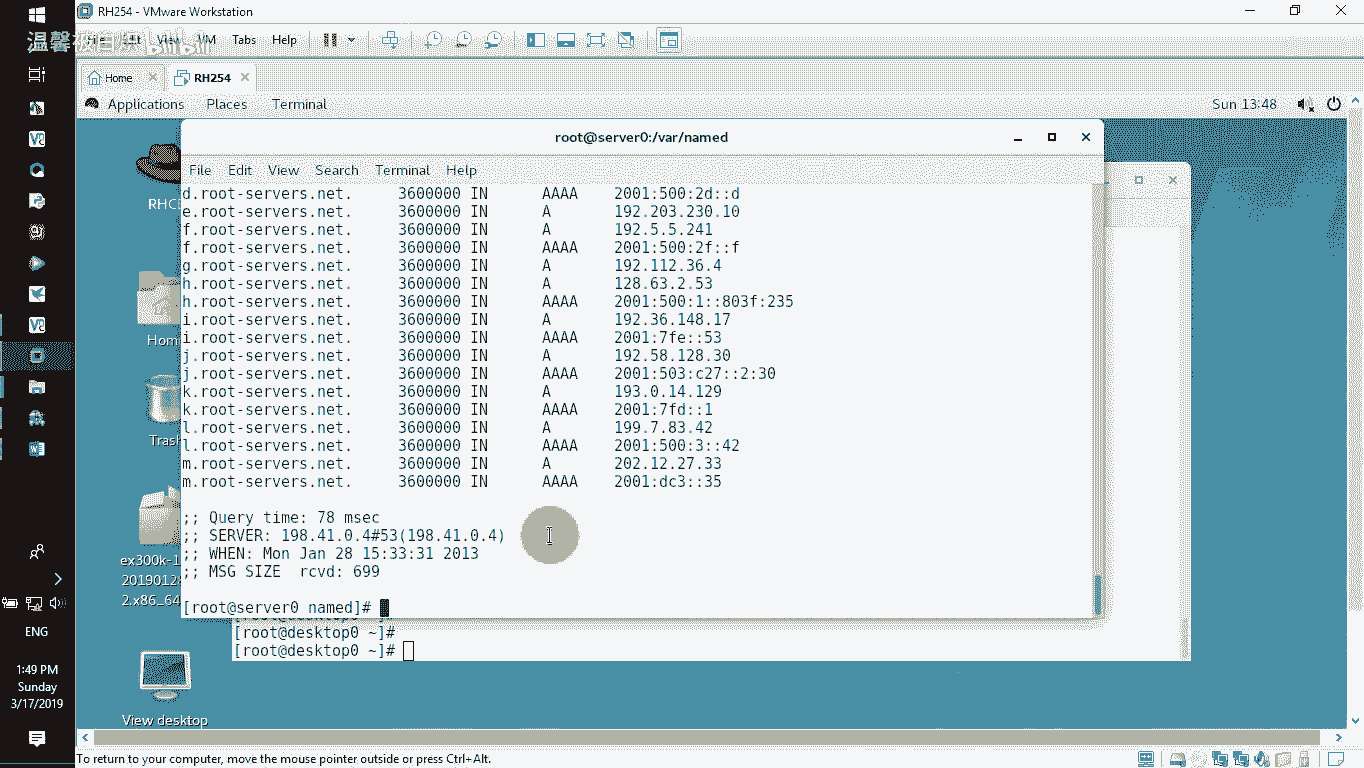 RH254 - VMware Workstation
View VM Tabs Help
Home
RH254
Applications Places Terminal
Sun 13:48
root@server0:/var/named
File Edit View Search Terminal Help
d.root-servers.net. 3600000 IN AAAA 2001:500:2d::d
e.root-servers.net. 3600000 IN A 192.203.230.10
f.root-servers.net. 3600000 IN A 192.5.5.241
f.root-servers.net. 3600000 IN AAAA 2001:500:2f::f
g.root-servers.net. 3600000 IN A 192.112.36.4
h.root-servers.net. 3600000 IN A 128.63.2.53
h.root-servers.net. 3600000 IN AAAA 2001:500:1::803f:235
i.root-servers.net. 3600000 IN A 192.36.148.17
i.root-servers.net. 3600000 IN AAAA 2001:7fe::53
j.root-servers.net. 3600000 IN A 192.58.128.30
j.root-servers.net. 3600000 IN AAAA 2001:503:c27::2:30
k.root-servers.net. 3600000 IN A 193.0.14.129
k.root-servers.net. 3600000 IN AAAA 2001:7fd::1
l.root-servers.net. 3600000 IN A 199.7.83.42
l.root-servers.net. 3600000 IN AAAA 2001:500:3::42
m.root-servers.net. 3600000 IN A 202.12.27.33
m.root-servers.net. 3600000 IN AAAA 2001:dc3::35
;; Query time: 78 msec
;; SERVER: 198.41.0.4#53(198.41.0.4)
;; WHEN: Mon Jan 28 15:33:31 2013
;; MSG SIZE rcvd: 699
[root@server0 named]#
[root@desktop0 ~]#
[root@desktop0 ~]#
RHCE
Home
Trash
ex300k-1
2019012
2.x86_64
View desktop
ENG
1:49 PM
Sunday
3/17/2019
To return to your computer, move the mouse pointer outside or press Ctrl+Alt.